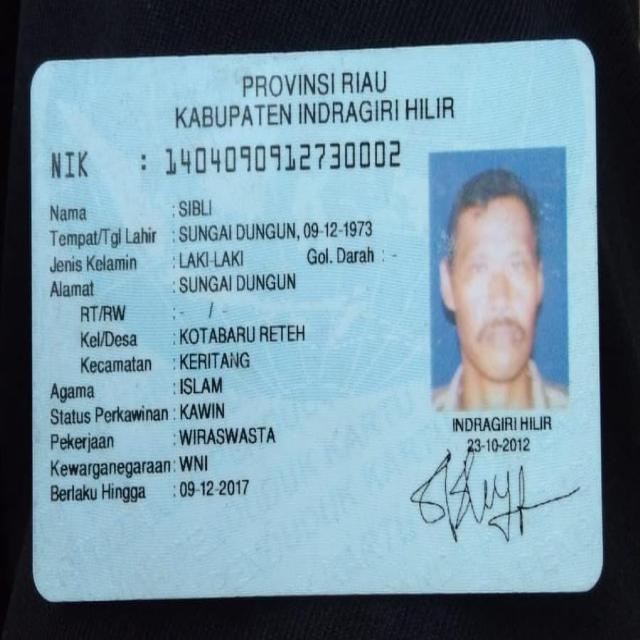 PROVINSI RIAU
KABUPATEN INDRAGIRI HILIR
NIK : 1404090912730002
Nama : SIBLI
Tempat/Tgl Lahir : SUNGAI DUNGUN, 09-12-1973
Jenis Kelamin : LAKI-LAKI Gol. Darah : -
Alamat : SUNGAI DUNGUN
RT/RW : - / -
Kel/Desa : KOTABARU RETEH
Kecamatan : KERITANG
Agama : ISLAM
Status Perkawinan : KAWIN
Pekerjaan : WIRASWASTA
Kewarganegaraan : WNI
Berlaku Hingga : 09-12-2017
INDRAGIRI HILIR
23-10-2012